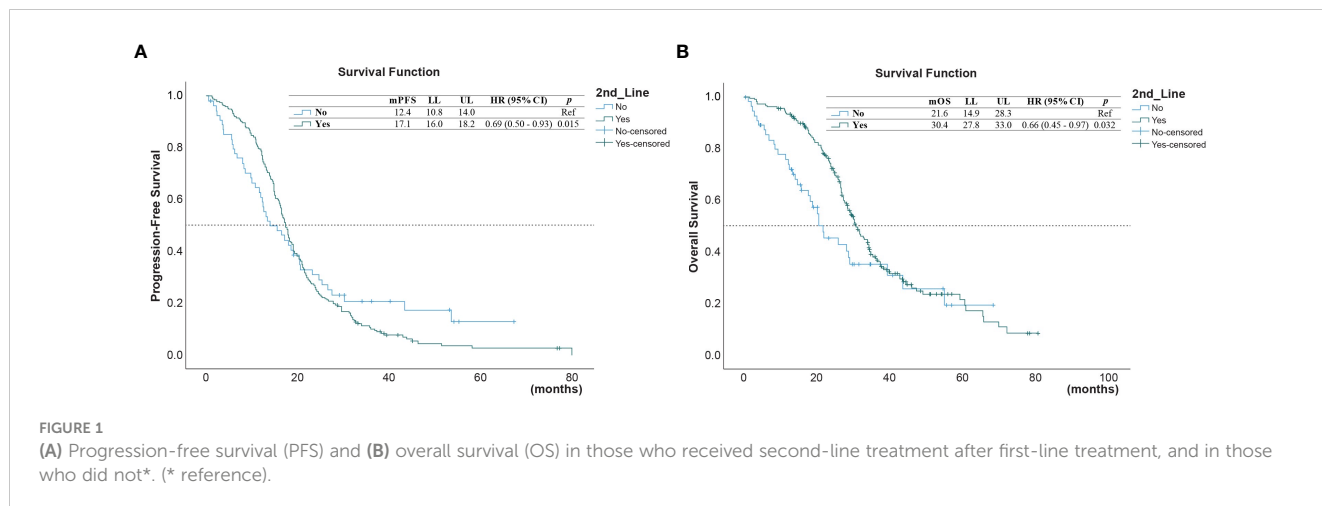 A
Survival Function
mPFS LL UL HR (95% CI) p
No 12.4 10.8 14.0 Ref
Yes 17.1 16.0 18.2 0.69 (0.50 - 0.93) 0.015
2nd_Line
No
Yes
No-censored
Yes-censored
Progression-Free Survival
1.0
0.8
0.6
0.4
0.2
0.0
0 20 40 60 80
(months)
B
Survival Function
mOS LL UL HR (95% CI) p
No 21.6 14.9 28.3 Ref
Yes 30.4 27.8 33.0 0.66 (0.45 - 0.97) 0.032
2nd_Line
No
Yes
No-censored
Yes-censored
Overall Survival
1.0
0.8
0.6
0.4
0.2
0.0
0 20 40 60 80 100
(months)
FIGURE 1
(A) Progression-free survival (PFS) and (B) overall survival (OS) in those who received second-line treatment after first-line treatment, and in those
who did not*. (* reference).